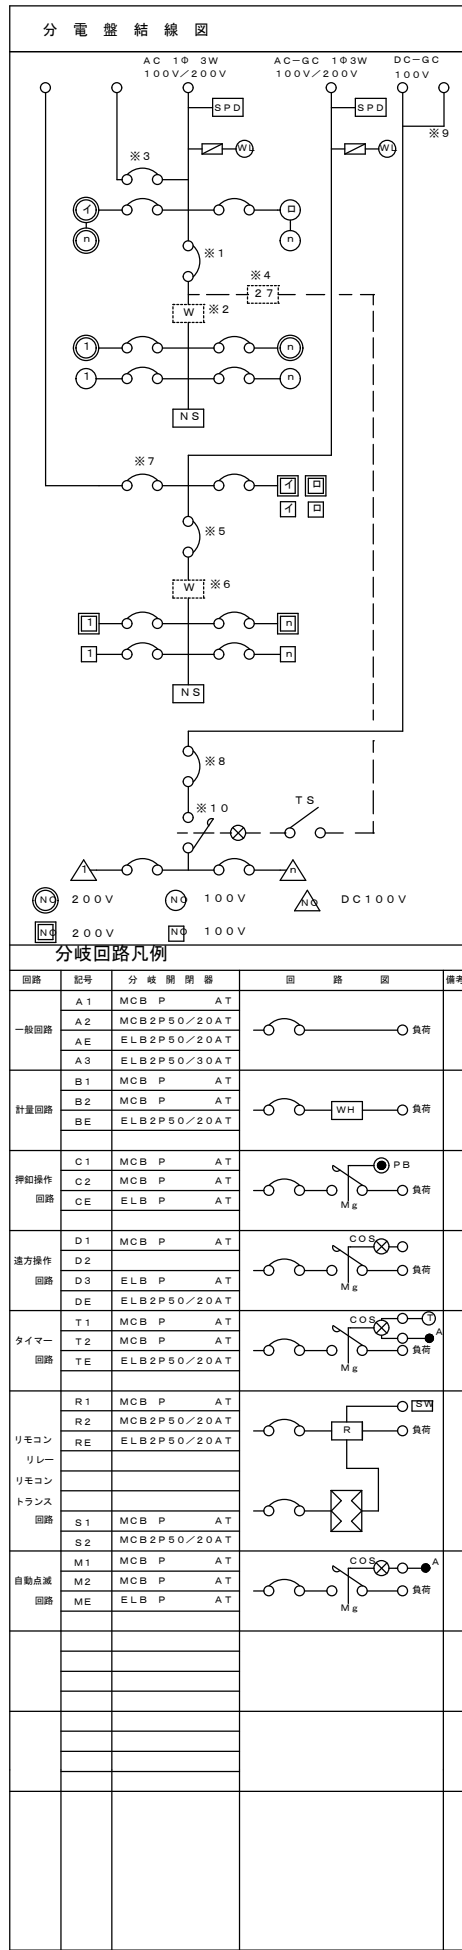 分電盤結線図
AC 1Φ 3W
100V/200V
AC-GC 1Φ3W
100V/200V
DC-GC
100V
SPD
SPD
※9
WL
WL
※3
イ
ロ
n
n
※1
※4
27
W
※2
1
n
1
n
NS
※7
イ ロ
イ ロ
※5
W
※6
1
n
1
n
NS
※8
※10
TS
1
n
NO 200V
NO 100V
NO DC100V
NO 200V
NO 100V
分岐回路凡例
回路 記号 分岐開閉器 回路図 備考
一般回路
A1 MCB P AT
A2 MCB2P50/20AT
AE ELB2P50/20AT
A3 ELB2P50/30AT
負荷
計量回路
B1 MCB P AT
B2 MCB P AT
BE ELB2P50/20AT
WH
負荷
押釦操作
回路
C1 MCB P AT
C2 MCB P AT
CE ELB P AT
PB
負荷
Mg
遠方操作
回路
D1 MCB P AT
D2
D3 ELB P AT
DE ELB2P50/20AT
COS
負荷
Mg
タイマー
回路
T1 MCB P AT
T2 MCB P AT
TE ELB2P50/20AT
COS
T
A
負荷
Mg
リモコン
リレー
リモコン
トランス
回路
R1 MCB P AT
R2 MCB2P50/20AT
RE ELB2P50/20AT
S1 MCB P AT
S2 MCB2P50/20AT
SW
R
負荷
自動点滅
回路
M1 MCB P AT
M2 MCB P AT
ME ELB P AT
COS
A
負荷
Mg